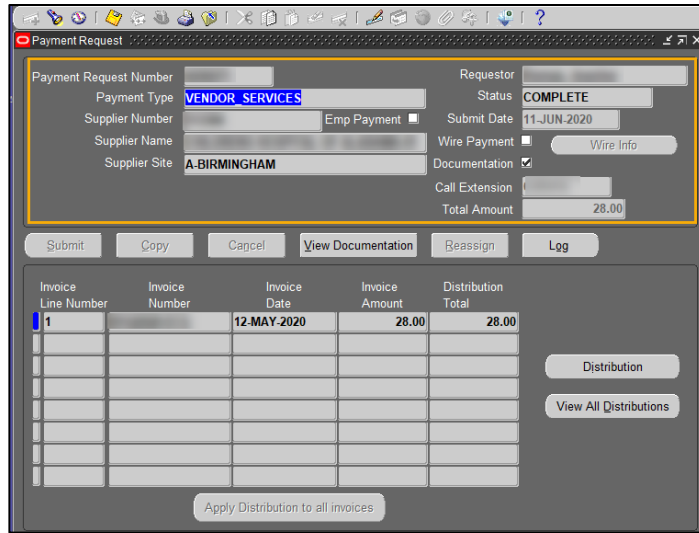 Payment Request
Payment Request Number Requestor
Payment Type VENDOR_SERVICES Status COMPLETE
Supplier Number Emp Payment Submit Date 11-JUN-2020
Supplier Name Wire Payment Wire Info
Supplier Site A-BIRMINGHAM Documentation
Call Extension
Total Amount 28.00
Submit Copy Cancel View Documentation Reassign Log
Invoice Invoice Invoice Invoice Distribution
Line Number Number Date Amount Total
1 12-MAY-2020 28.00 28.00
Distribution
View All Distributions
Apply Distribution to all invoices